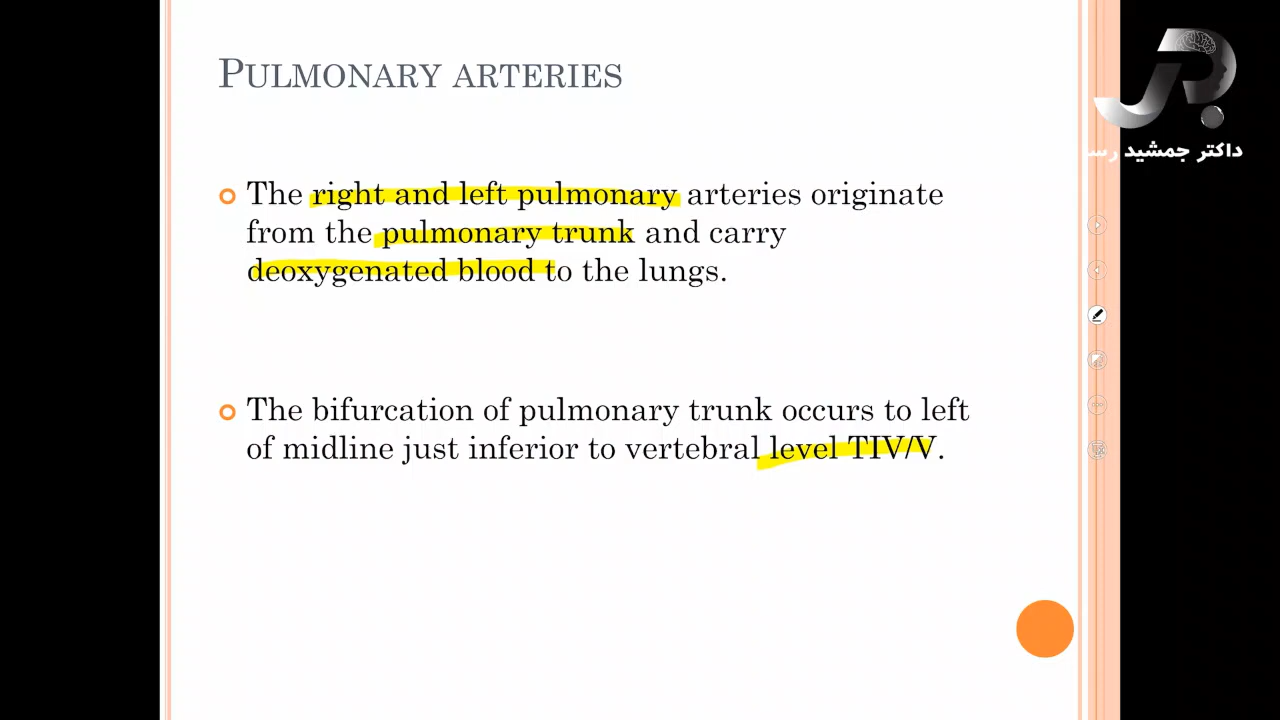 PULMONARY ARTERIES
The right and left pulmonary arteries originate
from the pulmonary trunk and carry
deoxygenated blood to the lungs.
The bifurcation of pulmonary trunk occurs to left
of midline just inferior to vertebral level TIV/V.
داکتر جمشید